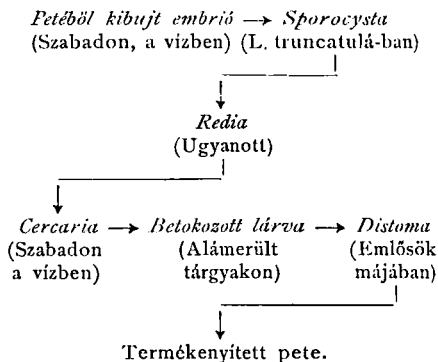 Petéből kibujt embrió → Sporocysta
(Szabadon, a vízben) (L. truncatulá-ban)
Redia
(Ugyanott)
Cercaria → Betokozott lárva → Distoma
(Szabadon (Alámerült (Emlősök
a vízben) tárgyakon) májában)
Termékenyített pete.